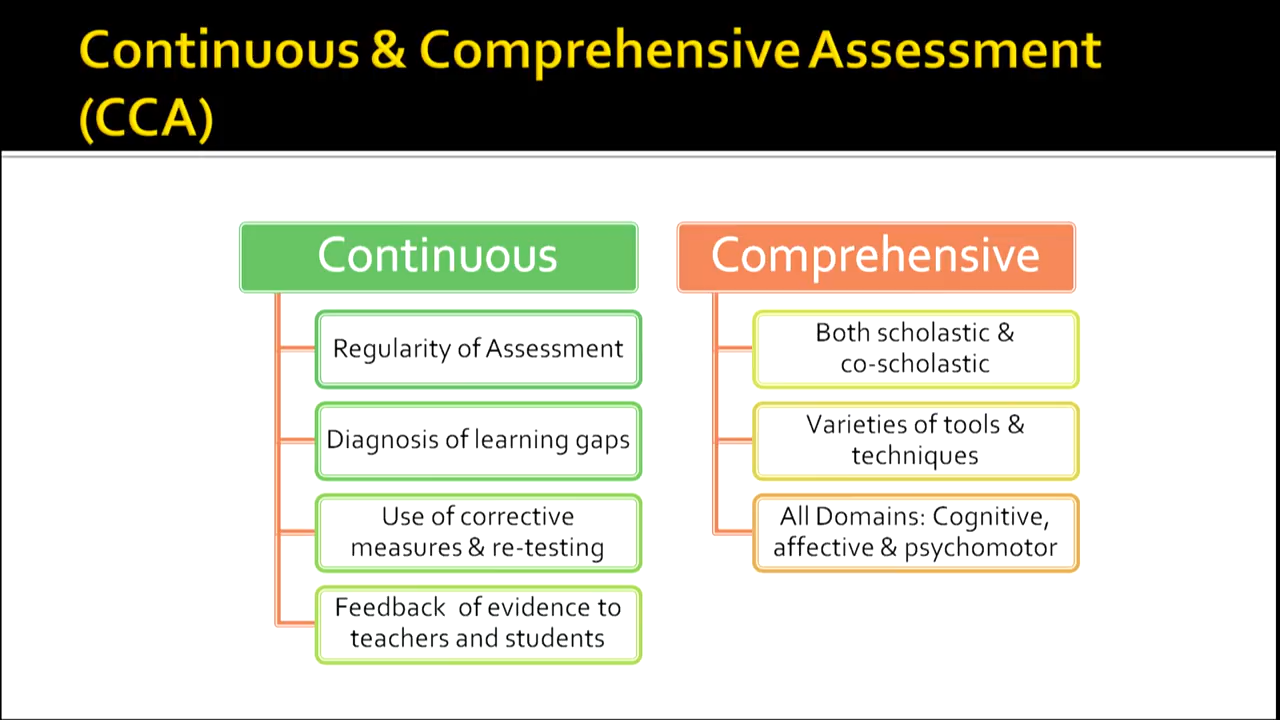 Continuous & Comprehensive Assessment
(CCA)
Continuous
Regularity of Assessment
Diagnosis of learning gaps
Use of corrective
measures & re-testing
Feedback of evidence to
teachers and students
Comprehensive
Both scholastic &
co-scholastic
Varieties of tools &
techniques
All Domains: Cognitive,
affective & psychomotor